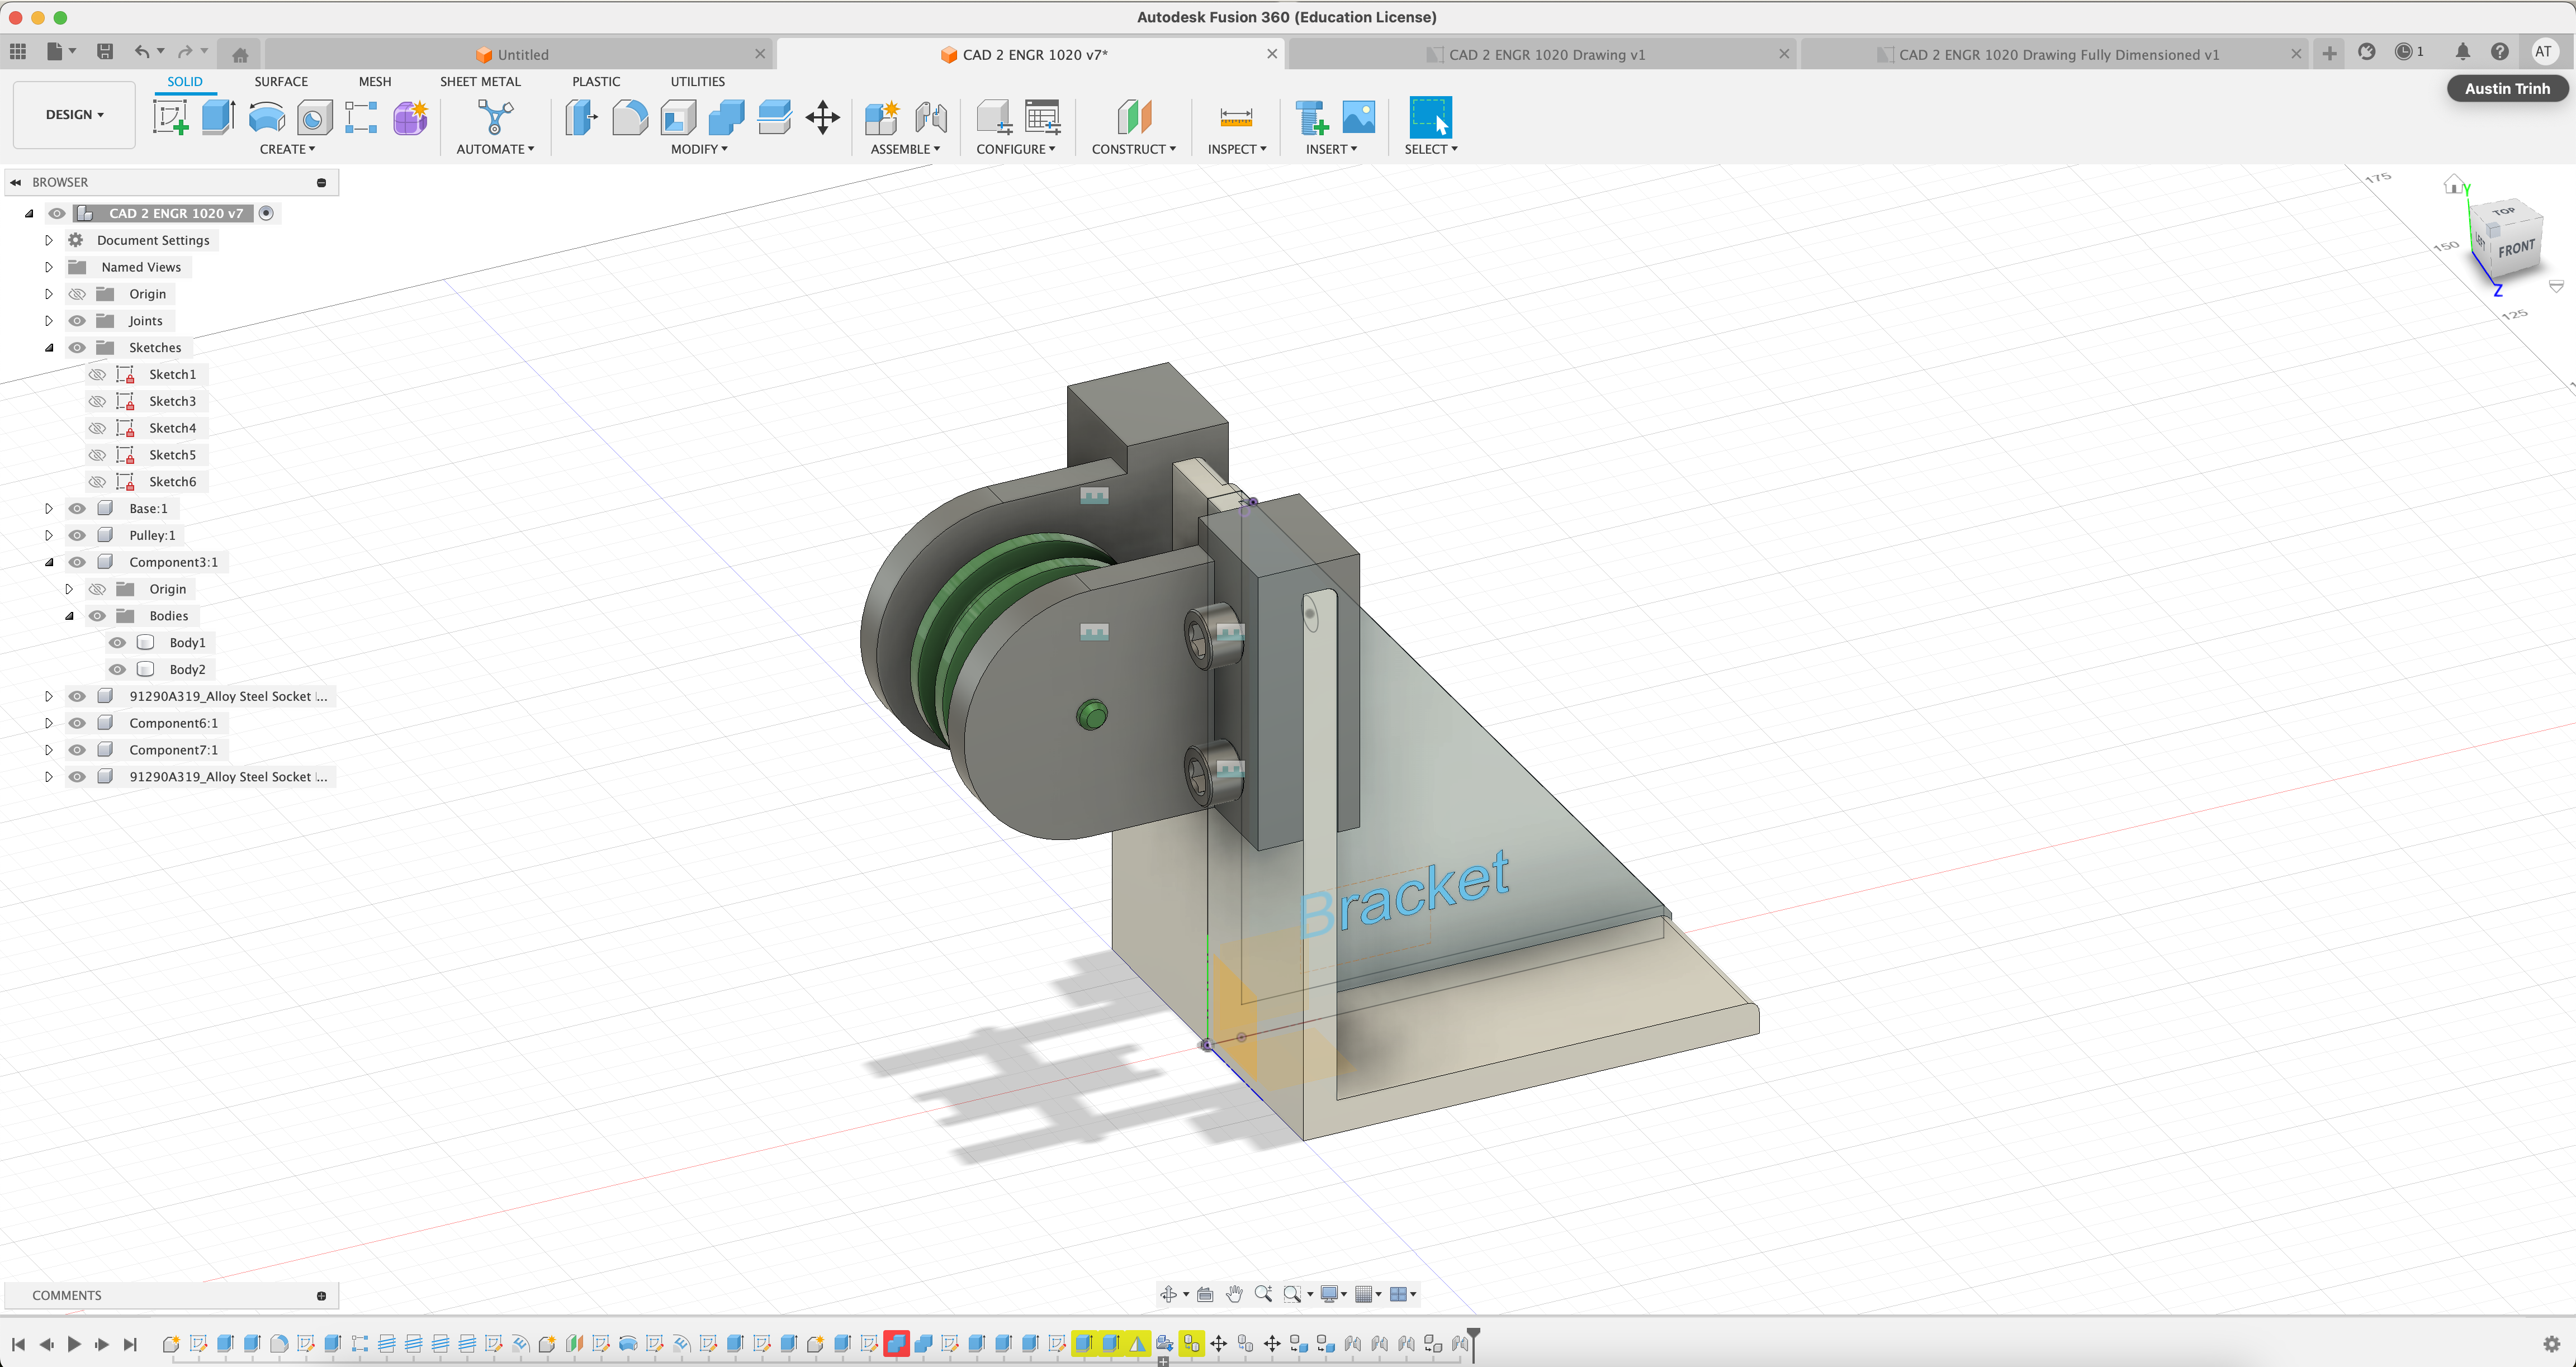 Autodesk Fusion 360 (Education License)
Untitled
CAD 2 ENGR 1020 v7*
CAD 2 ENGR 1020 Drawing v1
CAD 2 ENGR 1020 Drawing Fully Dimensioned v1
1
AT
Austin Trinh
SOLID
SURFACE
MESH
SHEET METAL
PLASTIC
UTILITIES
DESIGN
CREATE
AUTOMATE
MODIFY
ASSEMBLE
CONFIGURE
CONSTRUCT
INSPECT
INSERT
SELECT
BROWSER
CAD 2 ENGR 1020 v7
Document Settings
Named Views
Origin
Joints
Sketches
Sketch1
Sketch3
Sketch4
Sketch5
Sketch6
Base:1
Pulley:1
Component3:1
Origin
Bodies
Body1
Body2
91290A319_Alloy Steel Socket ...
Component6:1
Component7:1
91290A319_Alloy Steel Socket ...
175
150
125
Y
TOP
LEFT
FRONT
Z
Bracket
COMMENTS